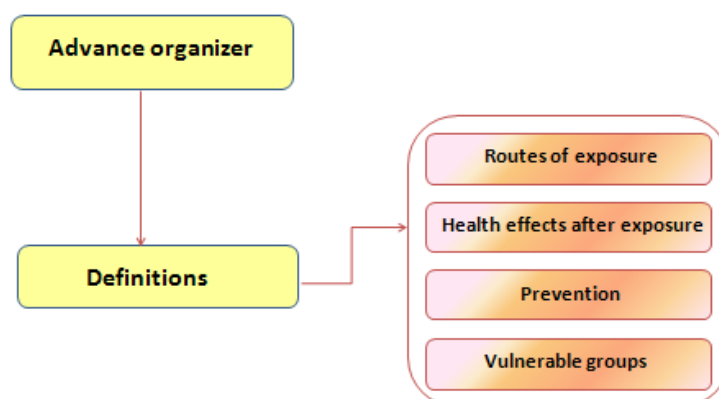 Advance organizer
Definitions
Routes of exposure
Health effects after exposure
Prevention
Vulnerable groups